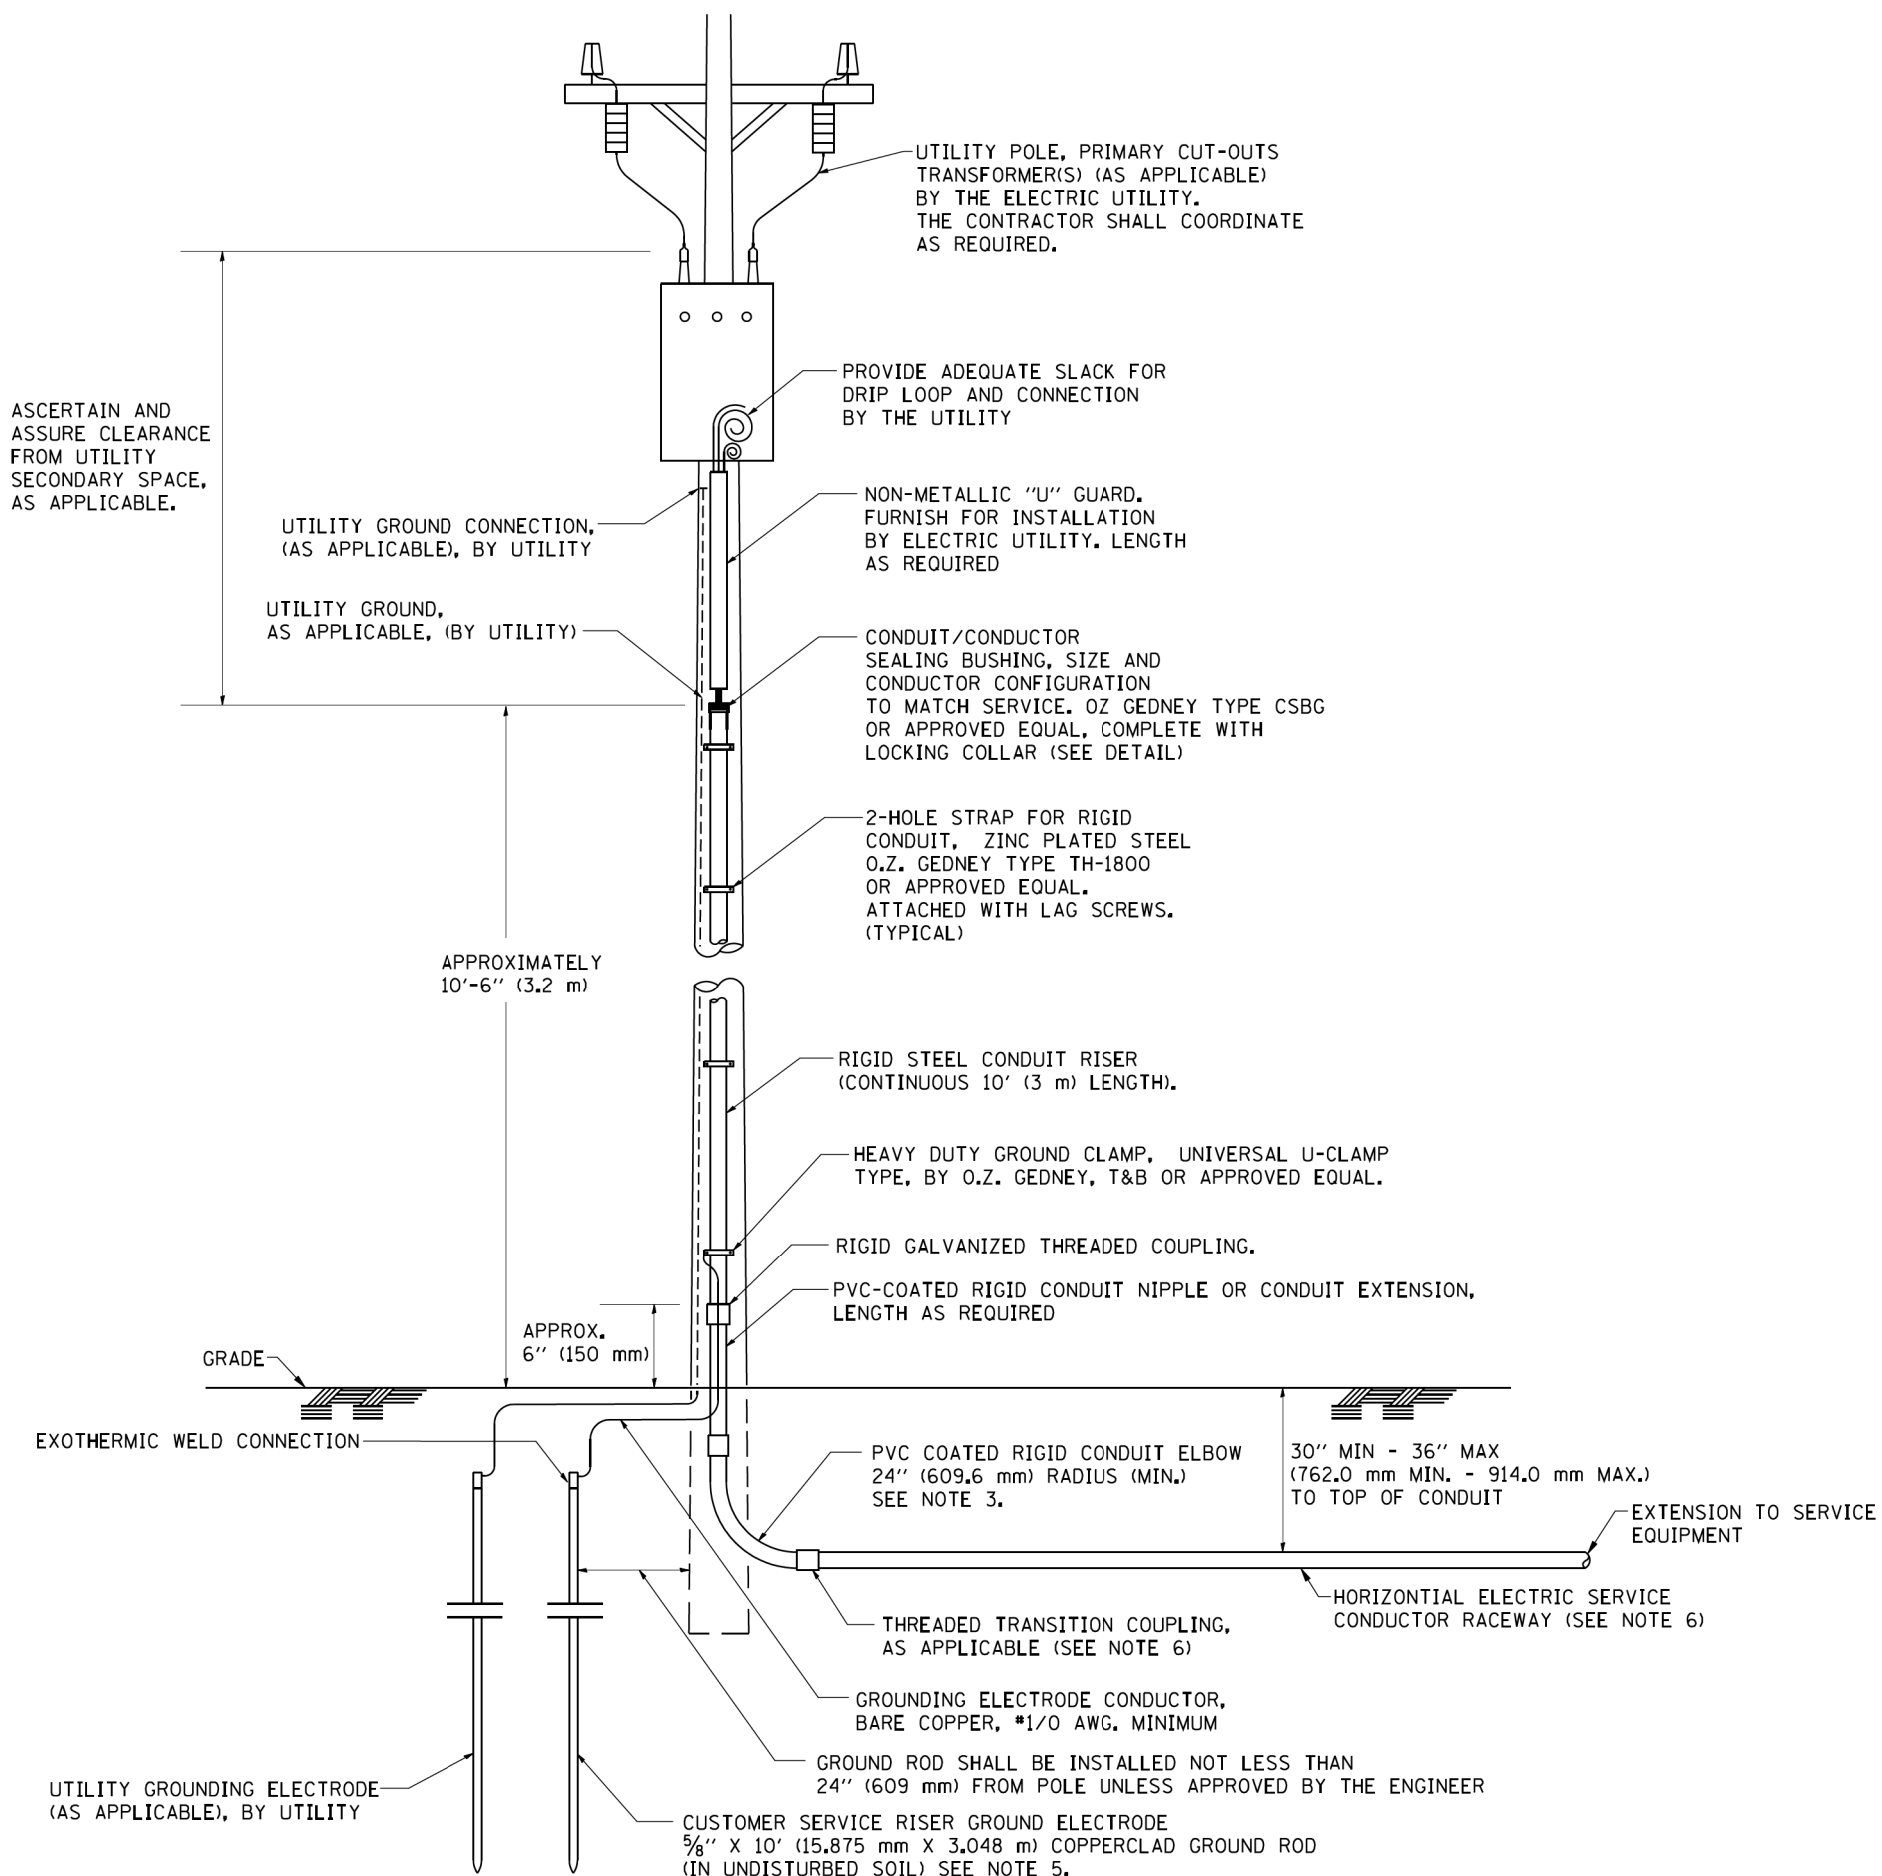 UTILITY POLE, PRIMARY CUT-OUTS
TRANSFORMER(S) (AS APPLICABLE)
BY THE ELECTRIC UTILITY.
THE CONTRACTOR SHALL COORDINATE
AS REQUIRED.
PROVIDE ADEQUATE SLACK FOR
DRIP LOOP AND CONNECTION
BY THE UTILITY
ASCERTAIN AND
ASSURE CLEARANCE
FROM UTILITY
SECONDARY SPACE,
AS APPLICABLE.
NON-METALLIC "U" GUARD.
FURNISH FOR INSTALLATION
BY ELECTRIC UTILITY. LENGTH
AS REQUIRED
UTILITY GROUND CONNECTION,
(AS APPLICABLE), BY UTILITY
UTILITY GROUND,
AS APPLICABLE, (BY UTILITY)
CONDUIT/CONDUCTOR
SEALING BUSHING, SIZE AND
CONDUCTOR CONFIGURATION
TO MATCH SERVICE. OZ GEDNEY TYPE CSBG
OR APPROVED EQUAL, COMPLETE WITH
LOCKING COLLAR (SEE DETAIL)
2-HOLE STRAP FOR RIGID
CONDUIT, ZINC PLATED STEEL
O.Z. GEDNEY TYPE TH-1800
OR APPROVED EQUAL.
ATTACHED WITH LAG SCREWS.
(TYPICAL)
APPROXIMATELY
10'-6" (3.2 m)
RIGID STEEL CONDUIT RISER
(CONTINUOUS 10' (3 m) LENGTH).
HEAVY DUTY GROUND CLAMP, UNIVERSAL U-CLAMP
TYPE, BY O.Z. GEDNEY, T&B OR APPROVED EQUAL.
RIGID GALVANIZED THREADED COUPLING.
PVC-COATED RIGID CONDUIT NIPPLE OR CONDUIT EXTENSION,
LENGTH AS REQUIRED
APPROX.
6" (150 mm)
GRADE
EXOTHERMIC WELD CONNECTION
PVC COATED RIGID CONDUIT ELBOW
24" (609.6 mm) RADIUS (MIN.)
SEE NOTE 3.
30" MIN - 36" MAX
(762.0 mm MIN. - 914.0 mm MAX.)
TO TOP OF CONDUIT
EXTENSION TO SERVICE
EQUIPMENT
HORIZONTIAL ELECTRIC SERVICE
CONDUCTOR RACEWAY (SEE NOTE 6)
THREADED TRANSITION COUPLING,
AS APPLICABLE (SEE NOTE 6)
GROUNDING ELECTRODE CONDUCTOR,
BARE COPPER, #1/0 AWG. MINIMUM
GROUND ROD SHALL BE INSTALLED NOT LESS THAN
24" (609 mm) FROM POLE UNLESS APPROVED BY THE ENGINEER
UTILITY GROUNDING ELECTRODE
(AS APPLICABLE), BY UTILITY
CUSTOMER SERVICE RISER GROUND ELECTRODE
5/8" X 10' (15.875 mm X 3.048 m) COPPERCLAD GROUND ROD
(IN UNDISTURBED SOIL) SEE NOTE 5.